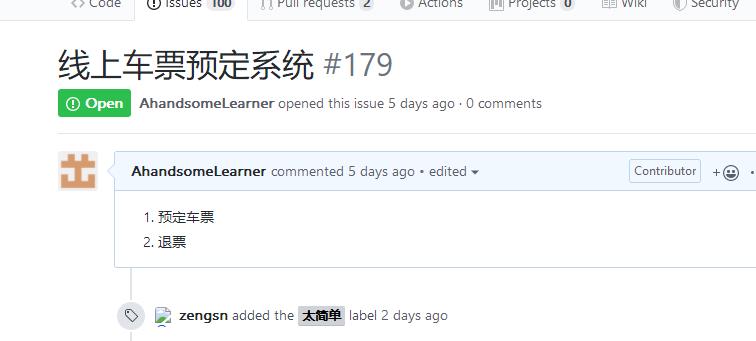 Code Issues 100 Pull requests 2 Actions Projects 0 Wiki Security
线上车票预定系统 #179
Open AhandsomeLearner opened this issue 5 days ago · 0 comments
AhandsomeLearner commented 5 days ago • edited Contributor
1. 预定车票
2. 退票
zengsn added the 太简单 label 2 days ago